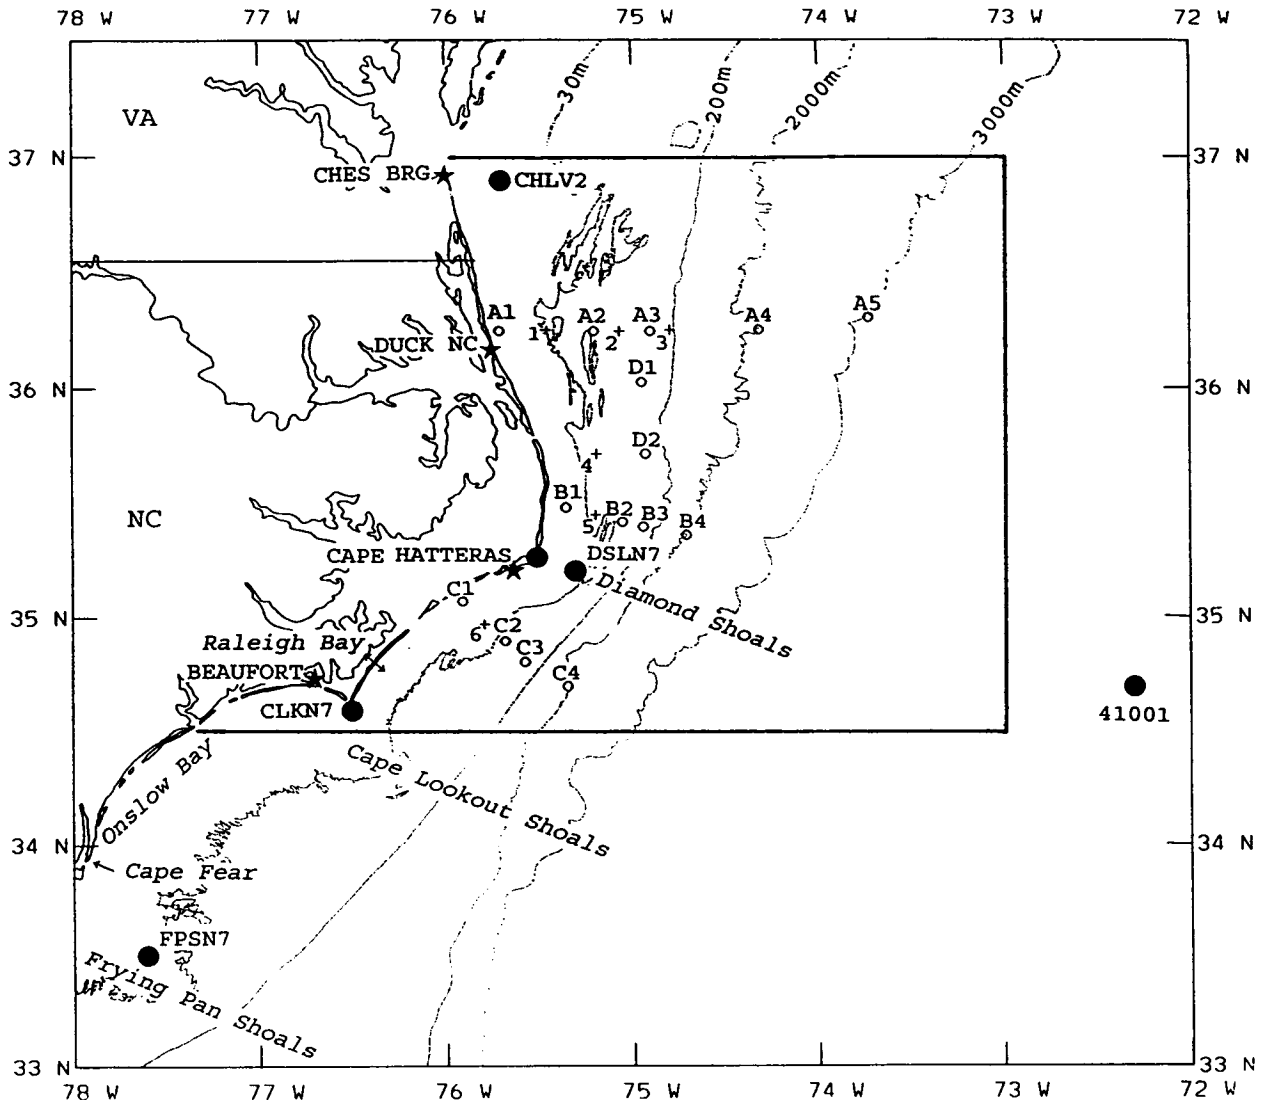 78 W 77 W 76 W 75 W 74 W 73 W 72 W
30m 200m 2000m 3000m
VA
37 N 37 N
CHES BRG CHLV2
A1 A2 A3 A4 A5
1 2 3
DUCK NC
D1
36 N 36 N
D2
4
B1
B2 B3 B4
NC 5
CAPE HATTERAS DSLN7
C1 Diamond Shoals
35 N 35 N
6 C2
Raleigh Bay C3
BEAUFORT C4
CLKN7 41001
Onslow Bay Cape Lookout Shoals
34 N 34 N
Cape Fear
FPSN7
Frying Pan Shoals
33 N 33 N
78 W 77 W 76 W 75 W 74 W 73 W 72 W